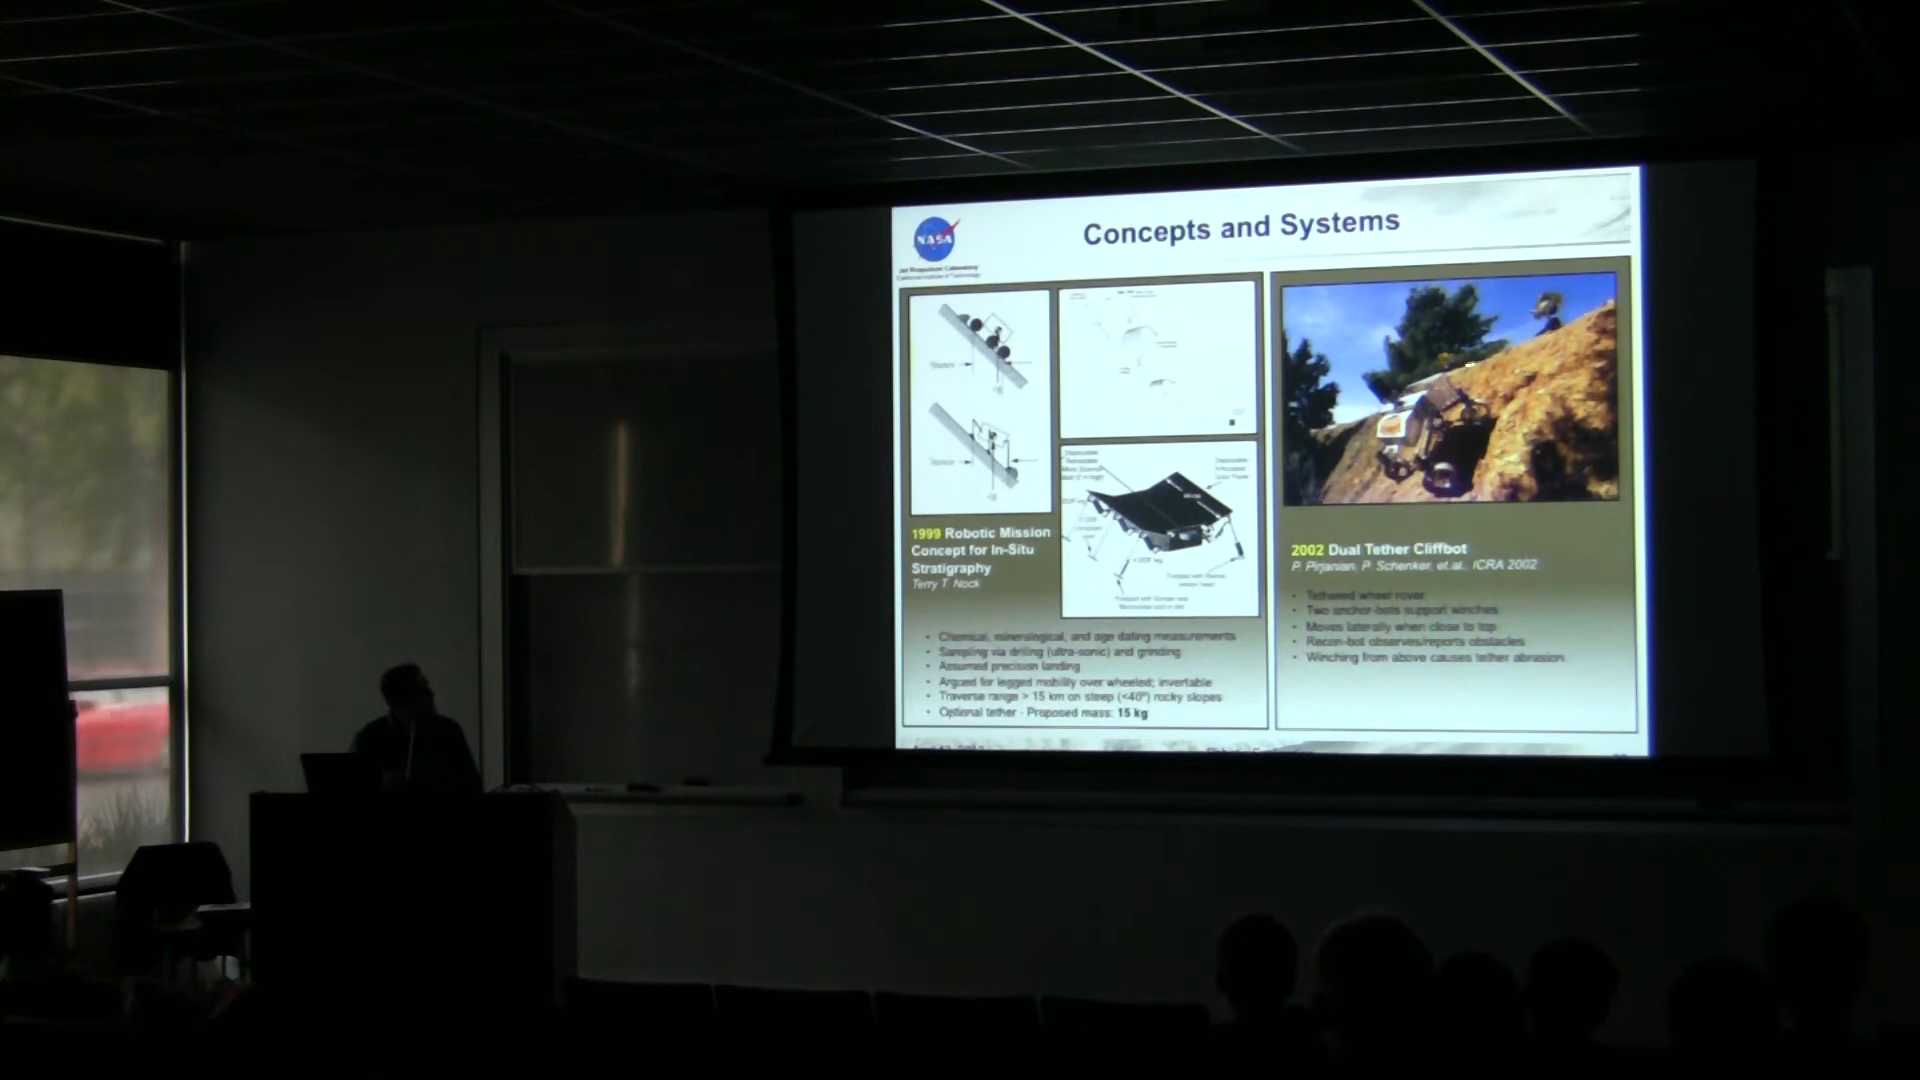 Concepts and Systems
NASA
Jet Propulsion Laboratory
California Institute of Technology
1999 Robotic Mission
Concept for In-Situ
Stratigraphy
Terry T. Nock
• Chemical, mineralogical, and age dating measurements
• Sampling via drilling (ultra-sonic) and grinding
• Assumed precision landing
• Argued for legged mobility over wheeled; invertable
• Traverse range > 15 km on steep (<40º) rocky slopes
• Optional tether - Proposed mass: 15 kg
2002 Dual Tether Cliffbot
P. Pirjanian, P. Schenker, et.al., ICRA 2002
• Tethered wheel rover
• Two anchor-bots support winches
• Moves laterally when close to top
• Recon-bot observes/reports obstacles
• Winching from above causes tether abrasion